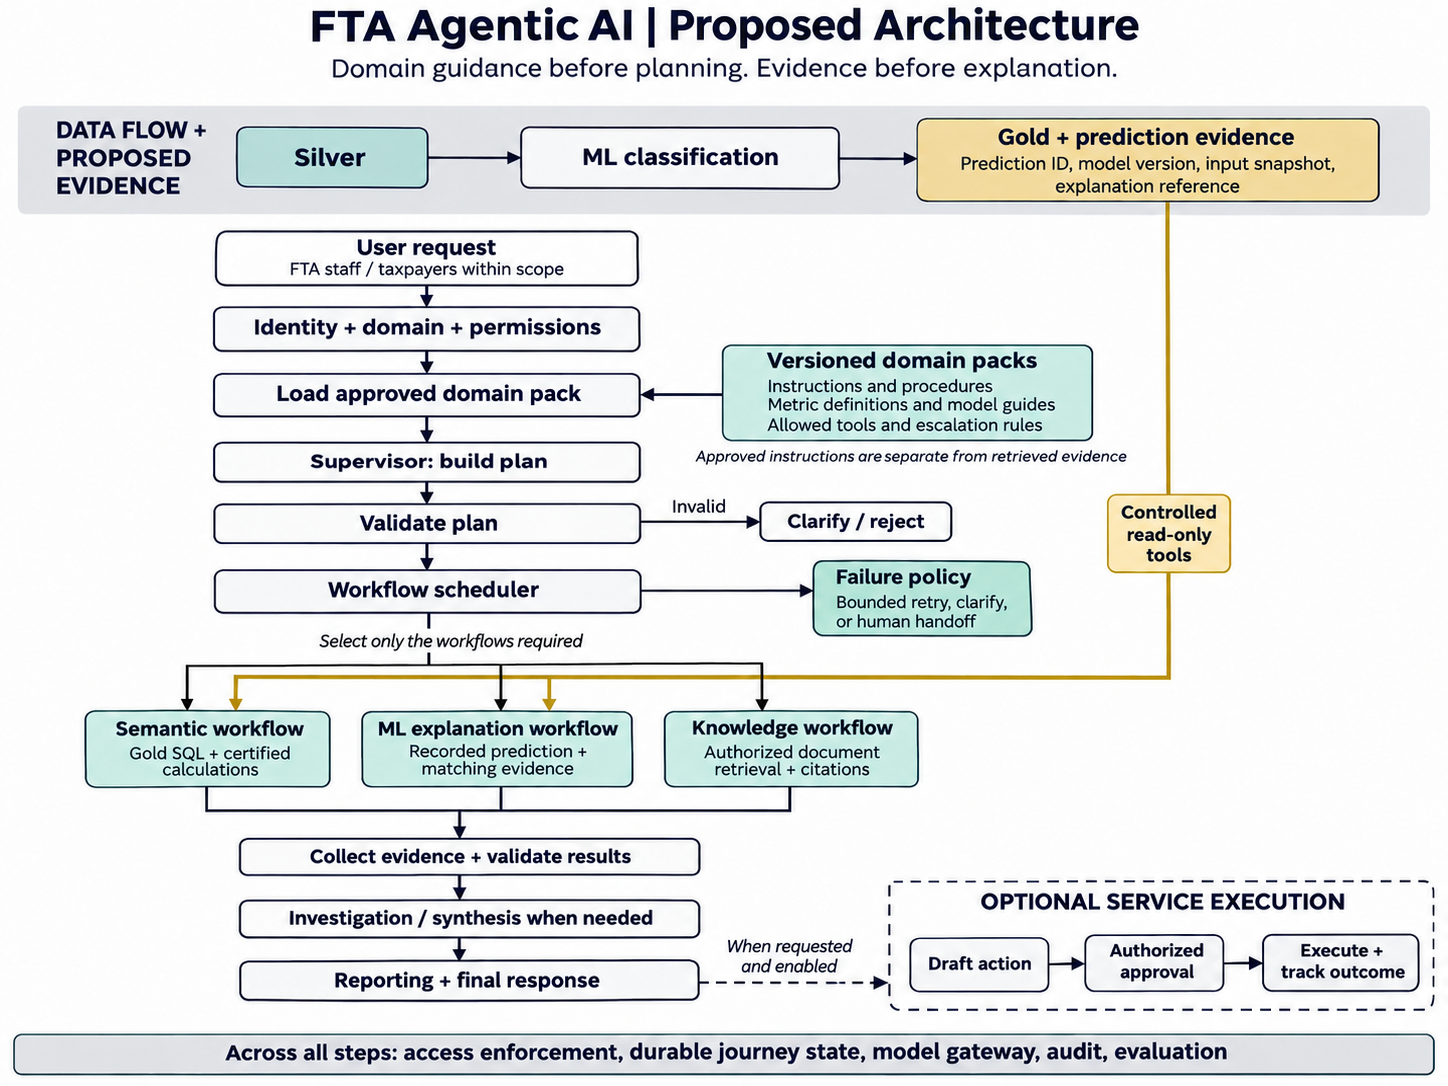 FTA Agentic AI | Proposed Architecture
Domain guidance before planning. Evidence before explanation.
DATA FLOW +
PROPOSED
EVIDENCE
Silver
ML classification
Gold + prediction evidence
Prediction ID, model version, input snapshot,
explanation reference
User request
FTA staff / taxpayers within scope
Identity + domain + permissions
Load approved domain pack
Versioned domain packs
Instructions and procedures
Metric definitions and model guides
Allowed tools and escalation rules
Approved instructions are separate from retrieved evidence
Supervisor: build plan
Validate plan
Invalid
Clarify / reject
Controlled
read-only
tools
Workflow scheduler
Failure policy
Bounded retry, clarify,
or human handoff
Select only the workflows required
Semantic workflow
Gold SQL + certified
calculations
ML explanation workflow
Recorded prediction +
matching evidence
Knowledge workflow
Authorized document
retrieval + citations
Collect evidence + validate results
Investigation / synthesis when needed
Reporting + final response
When requested
and enabled
OPTIONAL SERVICE EXECUTION
Draft action
Authorized
approval
Execute +
track outcome
Across all steps: access enforcement, durable journey state, model gateway, audit, evaluation